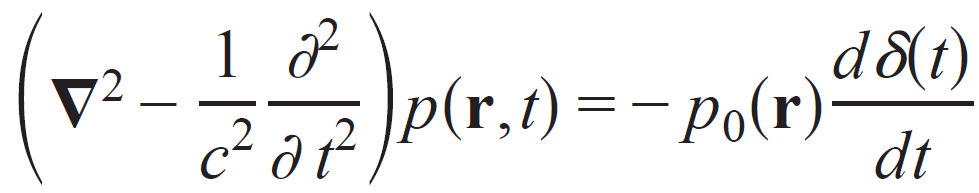 (∇² − 1/c² ∂²/∂t²) p(r,t) = − p₀(r) dδ(t)/dt